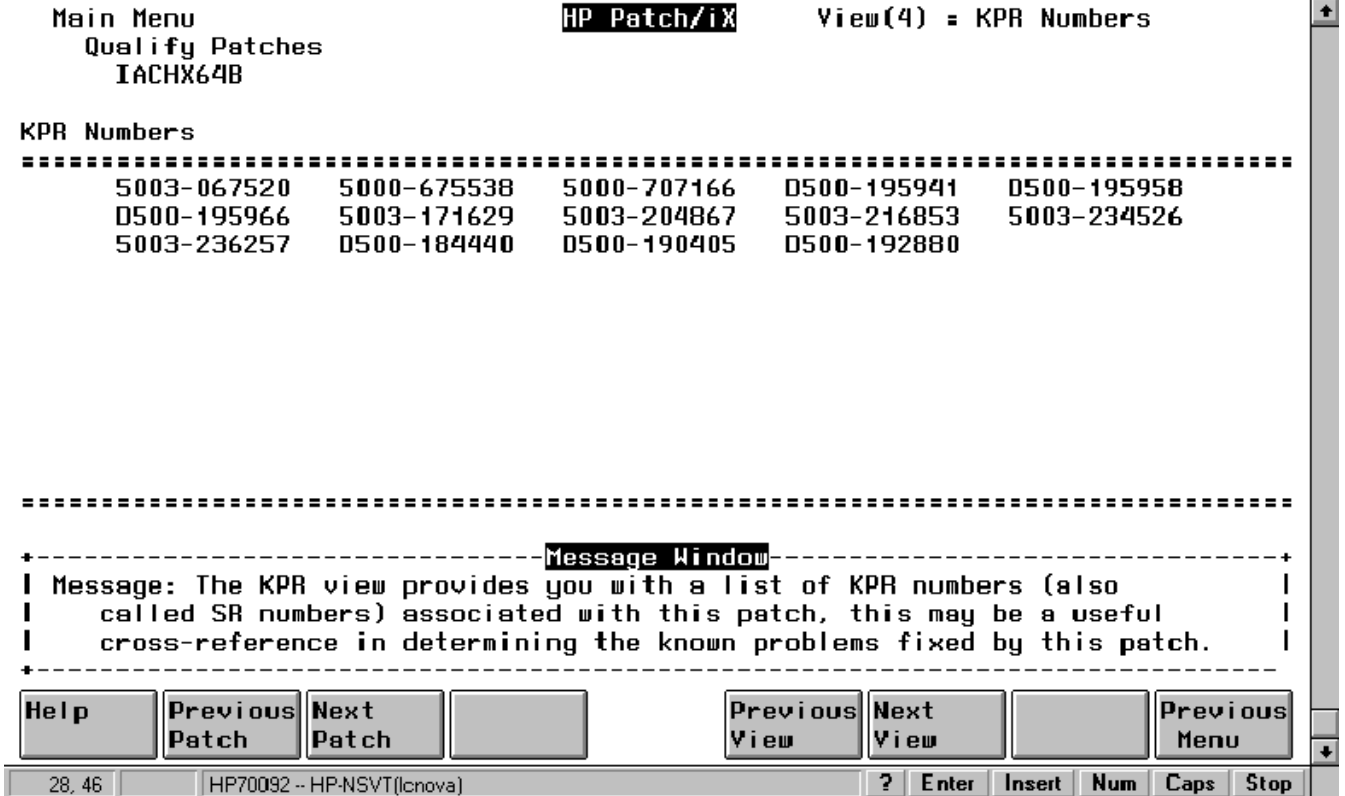 Main Menu HP Patch/iX View(4) = KPR Numbers
Qualify Patches
IACHX64B
KPR Numbers
================================================================================
5003-067520 5000-675538 5000-707166 D500-195941 D500-195958
D500-195966 5003-171629 5003-204867 5003-216853 5003-234526
5003-236257 D500-184440 D500-190405 D500-192880
================================================================================
+--------------------------------Message Window--------------------------------+
| Message: The KPR view provides you with a list of KPR numbers (also |
| called SR numbers) associated with this patch, this may be a useful |
| cross-reference in determining the known problems fixed by this patch. |
+------------------------------------------------------------------------------
Help Previous Next Previous Next Previous
Patch Patch View View Menu
28, 46 HP70092 -- HP-NSVT(lcnova) ? Enter Insert Num Caps Stop